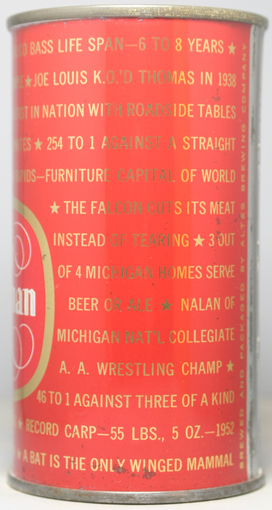 BASS LIFE SPAN—6 TO 8 YEARS ★
★ JOE LOUIS K.O.'D THOMAS IN 1938
IN NATION WITH ROADSIDE TABLES
★ 254 TO 1 AGAINST A STRAIGHT
RAPIDS—FURNITURE CAPITAL OF WORLD
★ THE FALCON CUTS ITS MEAT
INSTEAD OF TEARING ★ 3 OUT
OF 4 MICHIGAN HOMES SERVE
an
BEER OR ALE ★ NALAN OF
MICHIGAN NAT'L COLLEGIATE
A. A. WRESTLING CHAMP ★
46 TO 1 AGAINST THREE OF A KIND
★ RECORD CARP—55 LBS., 5 OZ.—1952
★ A BAT IS THE ONLY WINGED MAMMAL
BREWED AND PACKAGED BY ALTES BREWING COMPANY